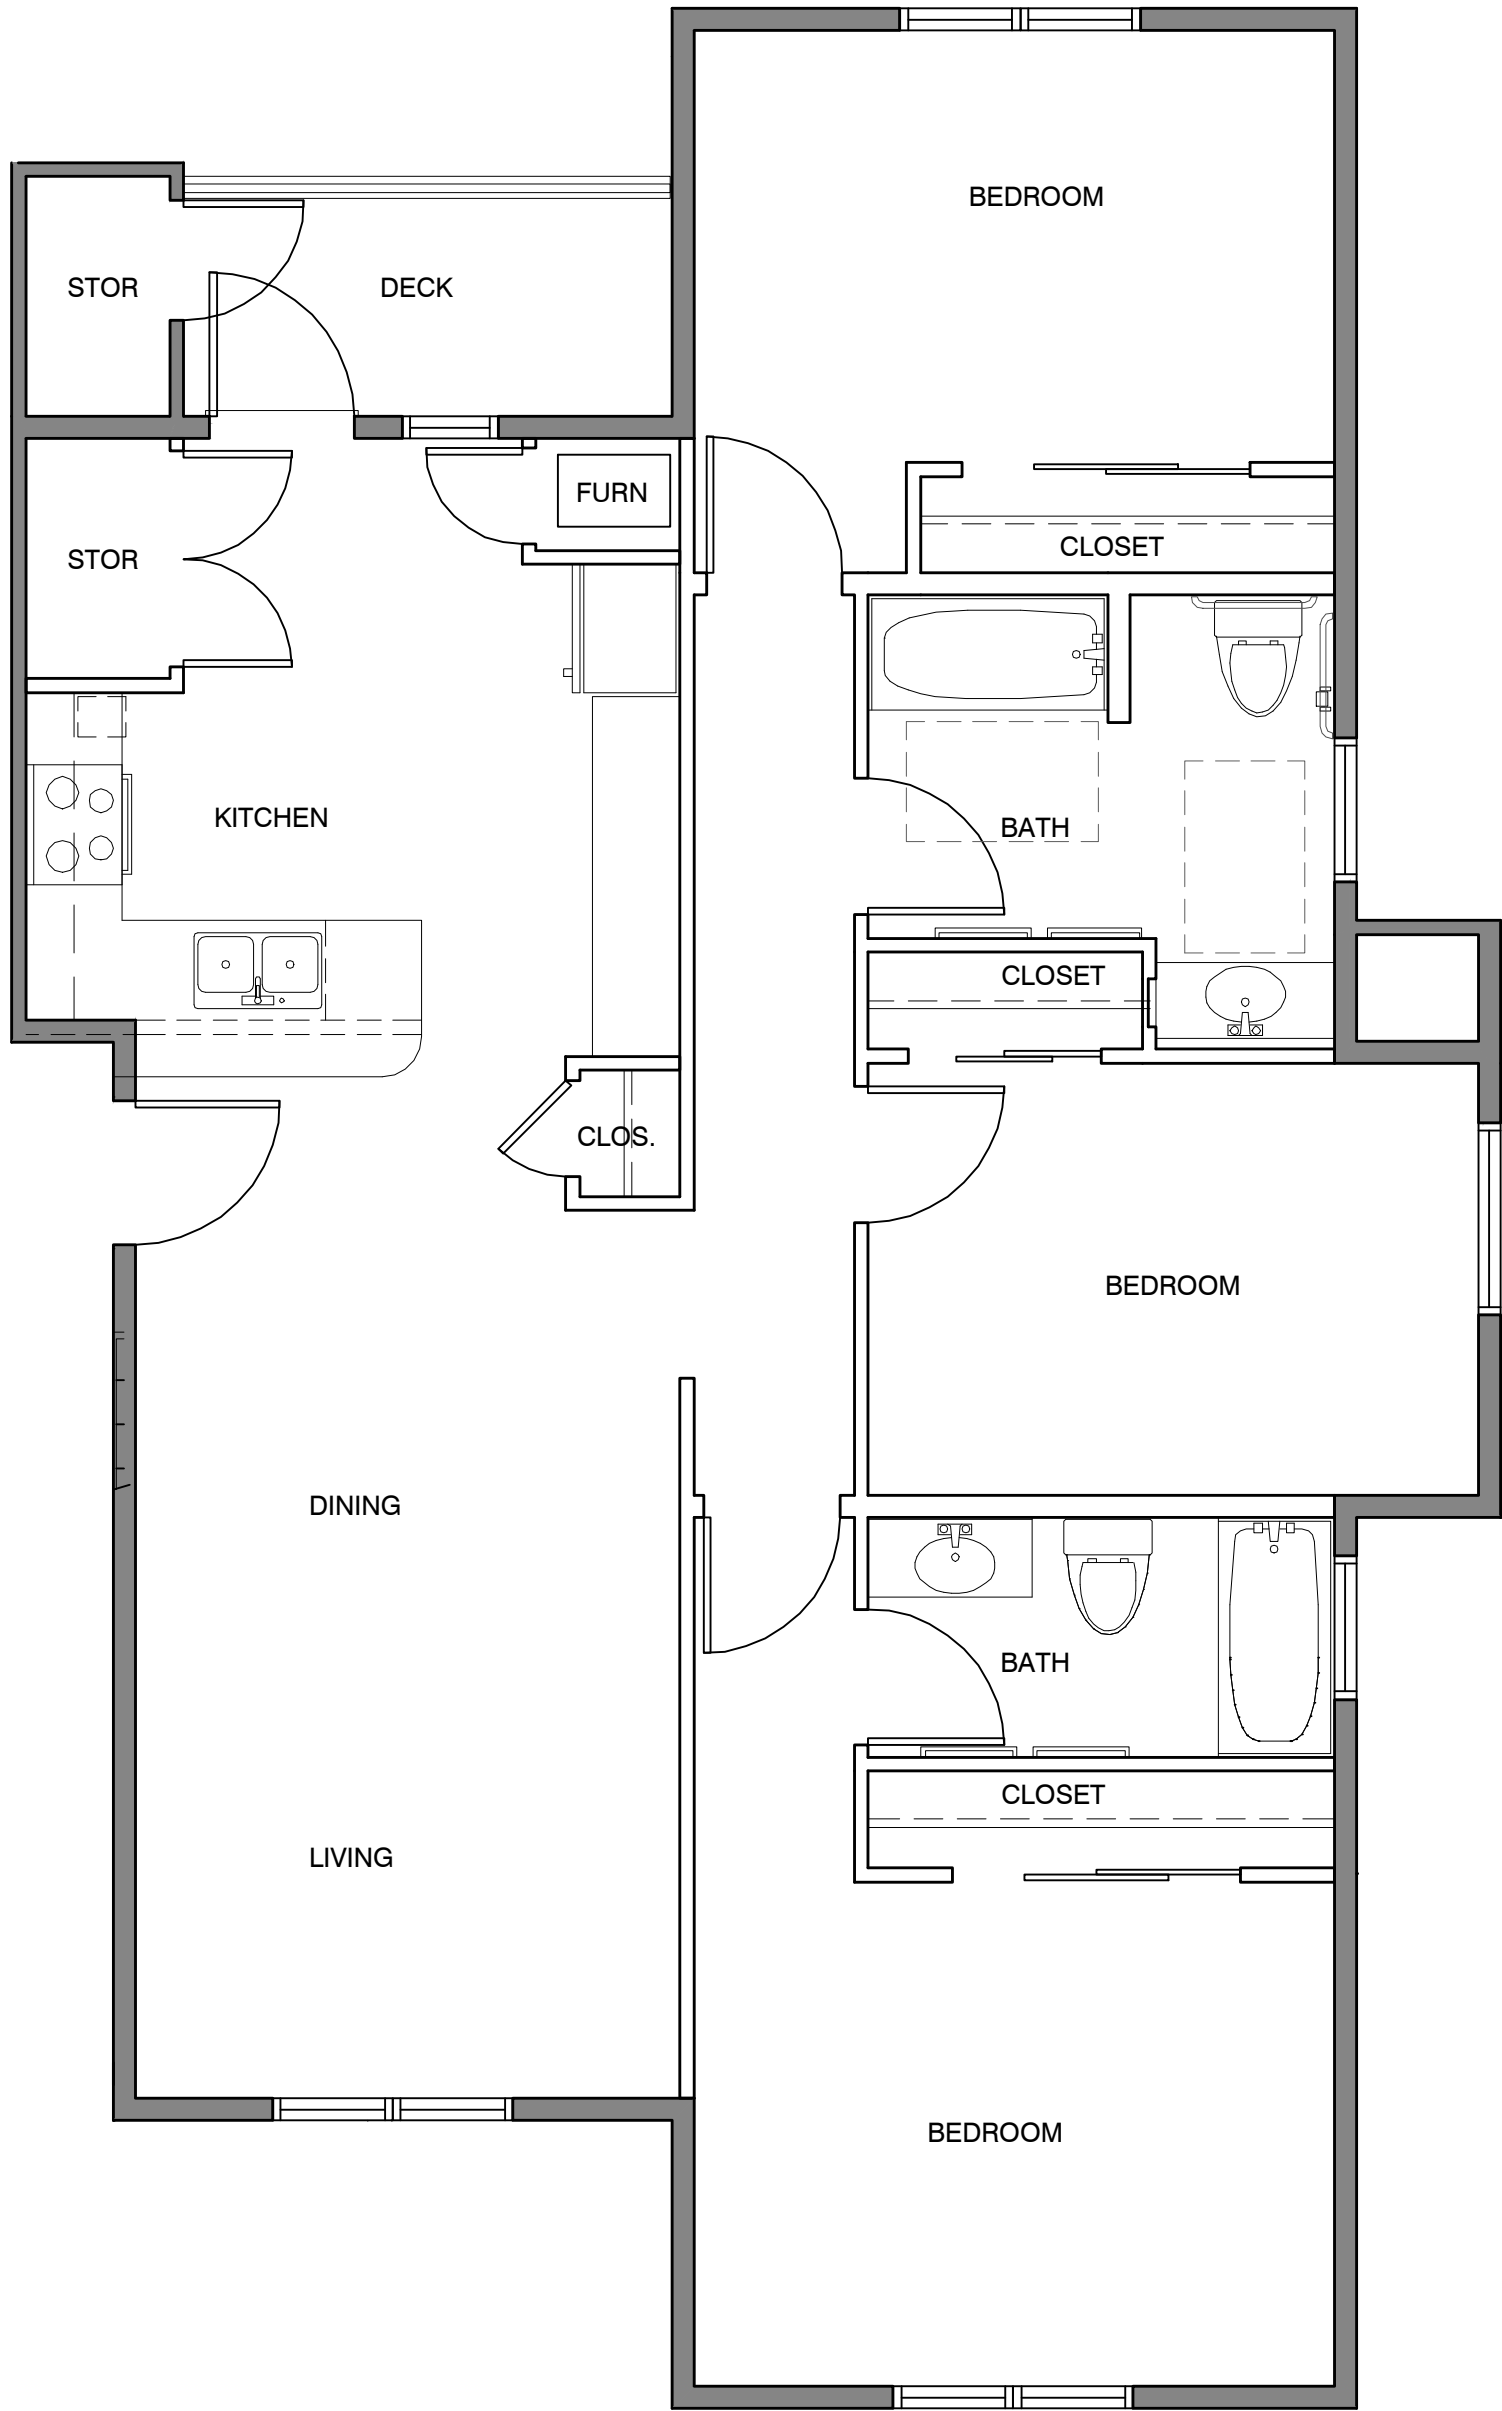 BEDROOM
STOR
DECK
FURN
STOR
CLOSET
KITCHEN
BATH
CLOSET
CLOS.
BEDROOM
DINING
BATH
CLOSET
LIVING
BEDROOM